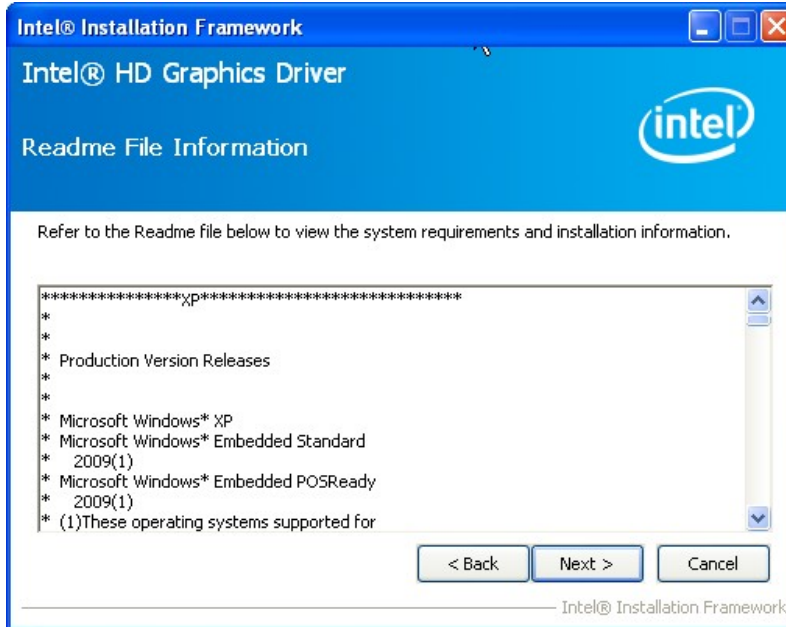 Intel® Installation Framework
Intel® HD Graphics Driver
intel
Readme File Information
Refer to the Readme file below to view the system requirements and installation information.
***************XP****************************
*
*
* Production Version Releases
*
*
* Microsoft Windows* XP
* Microsoft Windows* Embedded Standard
* 2009(1)
* Microsoft Windows* Embedded POSReady
* 2009(1)
* (1)These operating systems supported for
< Back
Next >
Cancel
Intel® Installation Framework